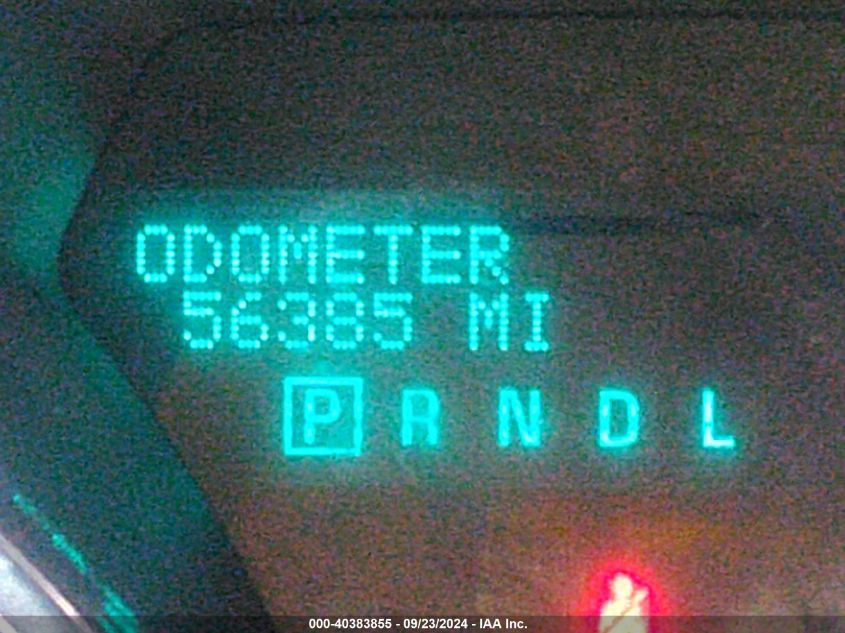 ODOMETER
56385 MI
P R N D L
000-40383855 - 09/23/2024 - IAA Inc.